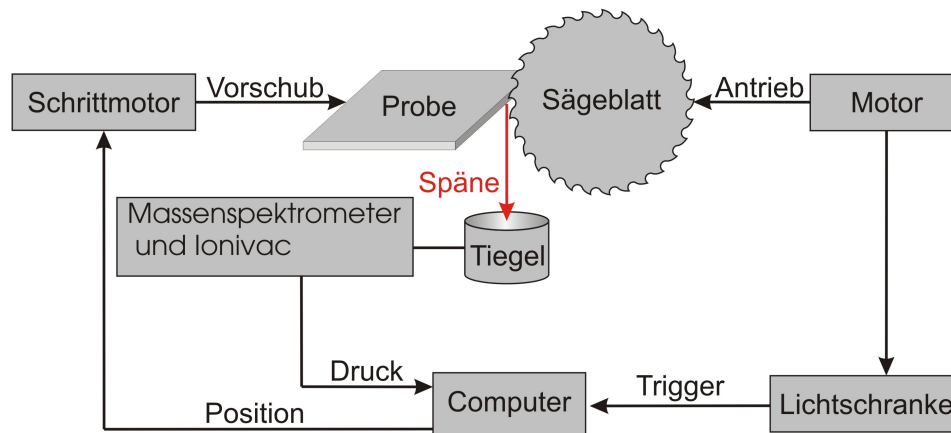 Schrittmotor
Vorschub
Probe
Sägeblatt
Antrieb
Motor
Späne
Massenspektrometer
und Ionivac
Tiegel
Druck
Position
Computer
Trigger
Lichtschranke